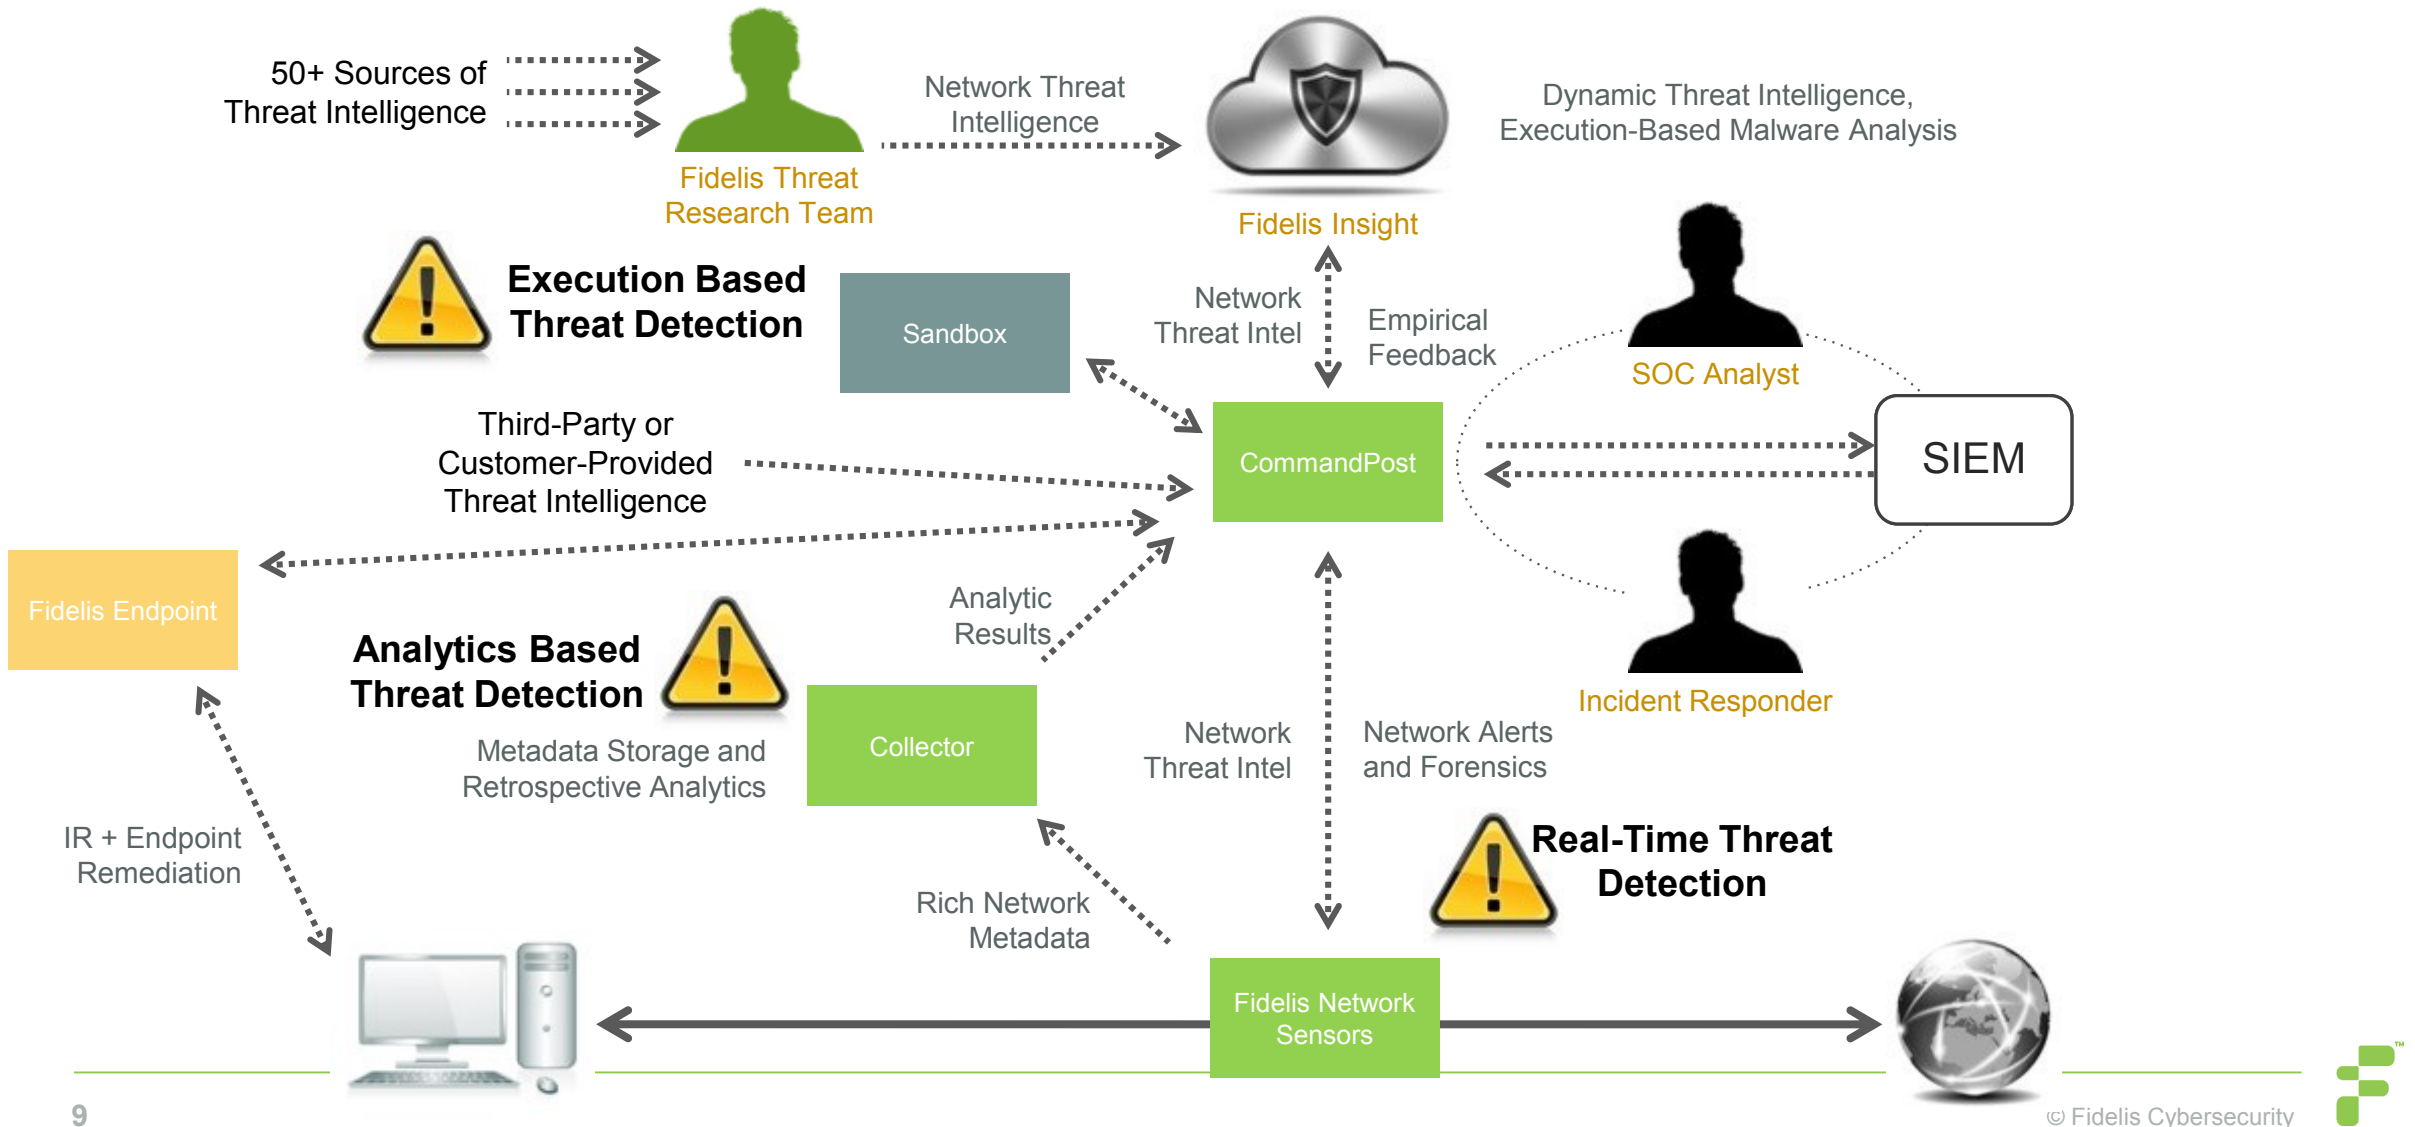 50+ Sources of
Threat Intelligence
Network Threat
Intelligence
Dynamic Threat Intelligence,
Execution-Based Malware Analysis
Fidelis Threat
Research Team
Fidelis Insight
Execution Based
Threat Detection
Sandbox
Network
Threat Intel
Empirical
Feedback
SOC Analyst
Third-Party or
Customer-Provided
Threat Intelligence
CommandPost
SIEM
Fidelis Endpoint
Analytic
Results
Analytics Based
Threat Detection
Incident Responder
Metadata Storage and
Retrospective Analytics
Collector
Network
Threat Intel
Network Alerts
and Forensics
IR + Endpoint
Remediation
Real-Time Threat
Detection
Rich Network
Metadata
Fidelis Network
Sensors
9
© Fidelis Cybersecurity
TM